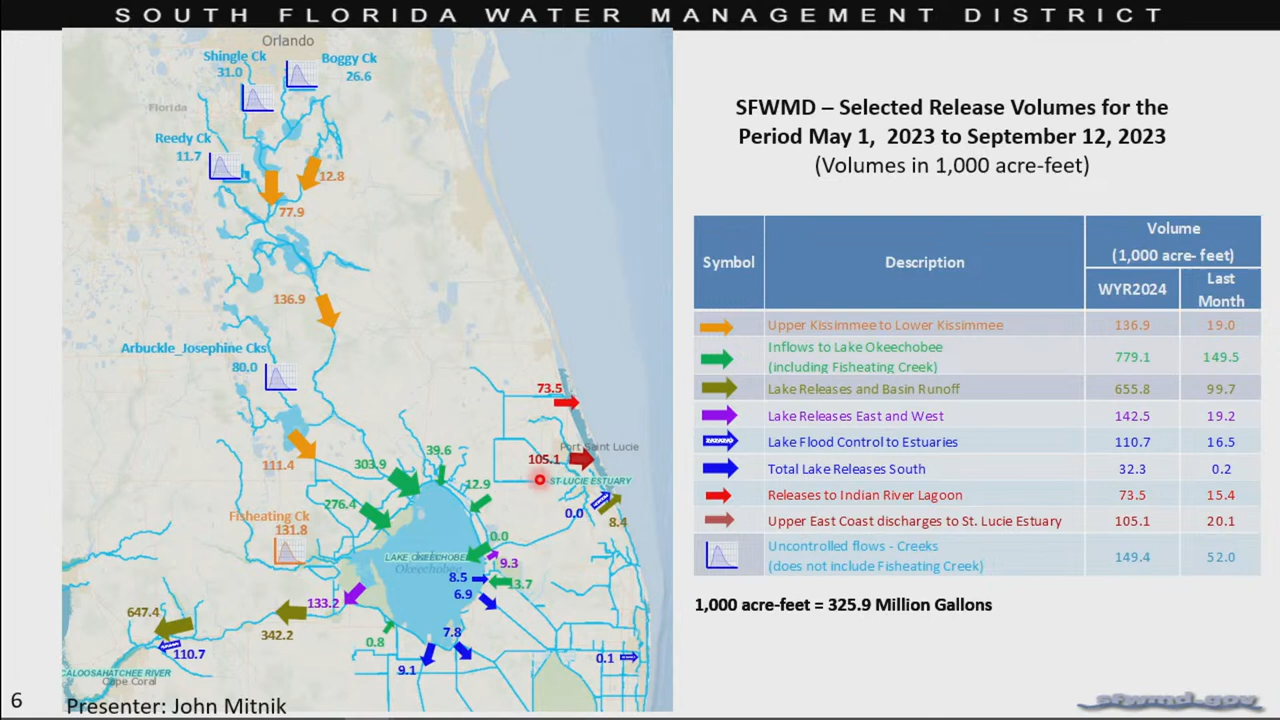 SOUTH FLORIDA WATER MANAGEMENT DISTRICT
Orlando
Shingle Ck
31.0
Boggy Ck
26.6
Florida
Reedy Ck
11.7
12.8
77.9
136.9
Arbuckle_Josephine Cks
80.0
73.5
Port Saint Lucie
105.1
ST-LUCIE ESTUARY
111.4
303.9
39.6
12.9
276.4
0.0
8.4
Fisheating Ck
131.8
0.0
LAKE OKEECHOBEE
Okeechobee
9.3
8.5
13.7
6.9
133.2
647.4
342.2
110.7
0.8
7.8
9.1
0.1
CALOOSAHATCHEE RIVER
Cape Coral
6
Presenter: John Mitnik
SFWMD – Selected Release Volumes for the
Period May 1, 2023 to September 12, 2023
(Volumes in 1,000 acre-feet)
Symbol Description Volume
(1,000 acre- feet)
WYR2024 Last
Month
Upper Kissimmee to Lower Kissimmee 136.9 19.0
Inflows to Lake Okeechobee
(including Fisheating Creek) 779.1 149.5
Lake Releases and Basin Runoff 655.8 99.7
Lake Releases East and West 142.5 19.2
Lake Flood Control to Estuaries 110.7 16.5
Total Lake Releases South 32.3 0.2
Releases to Indian River Lagoon 73.5 15.4
Upper East Coast discharges to St. Lucie Estuary 105.1 20.1
Uncontrolled flows - Creeks
(does not include Fisheating Creek) 149.4 52.0
1,000 acre-feet = 325.9 Million Gallons
sfwmd.gov